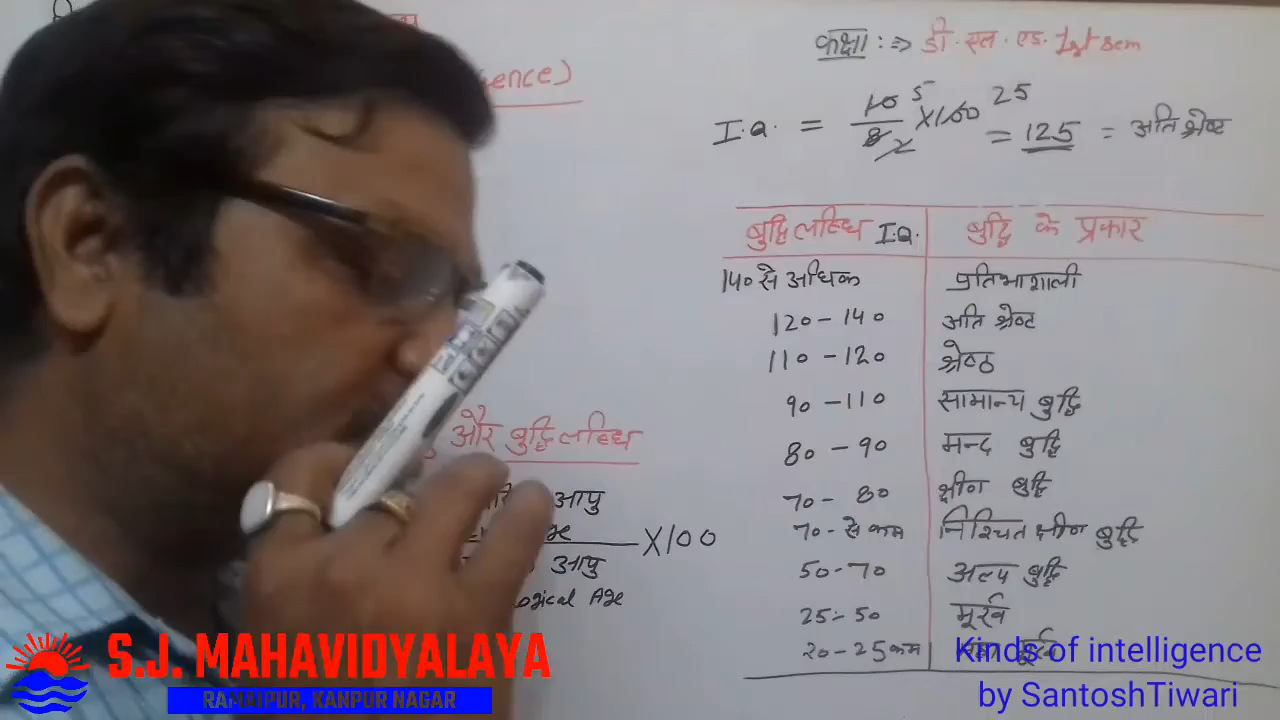 कक्षा :⇒ डी. एल. एड. 1st sem
ence)
I.Q. = 10/8 5 2 X100 25 = 125 = अति श्रेष्ठ
बुद्धि लब्धि I.Q. बुद्धि के प्रकार
140 से अधिक प्रतिभाशाली
120 - 140 अति श्रेष्ठ
110 - 120 श्रेष्ठ
90 - 110 सामान्य बुद्धि
80 - 90 मन्द बुद्धि
70 - 80 क्षीण बुद्धि
70 - से कम निश्चित क्षीण बुद्धि
50 - 70 अल्प बुद्धि
25 - 50 मूर्ख
20 - 25 कम
और बुद्धि लब्धि
आयु
X100
आयु
ogical Age
S.J. MAHAVIDYALAYA
RAMAIPUR, KANPUR NAGAR
Kinds of intelligence
by SantoshTiwari